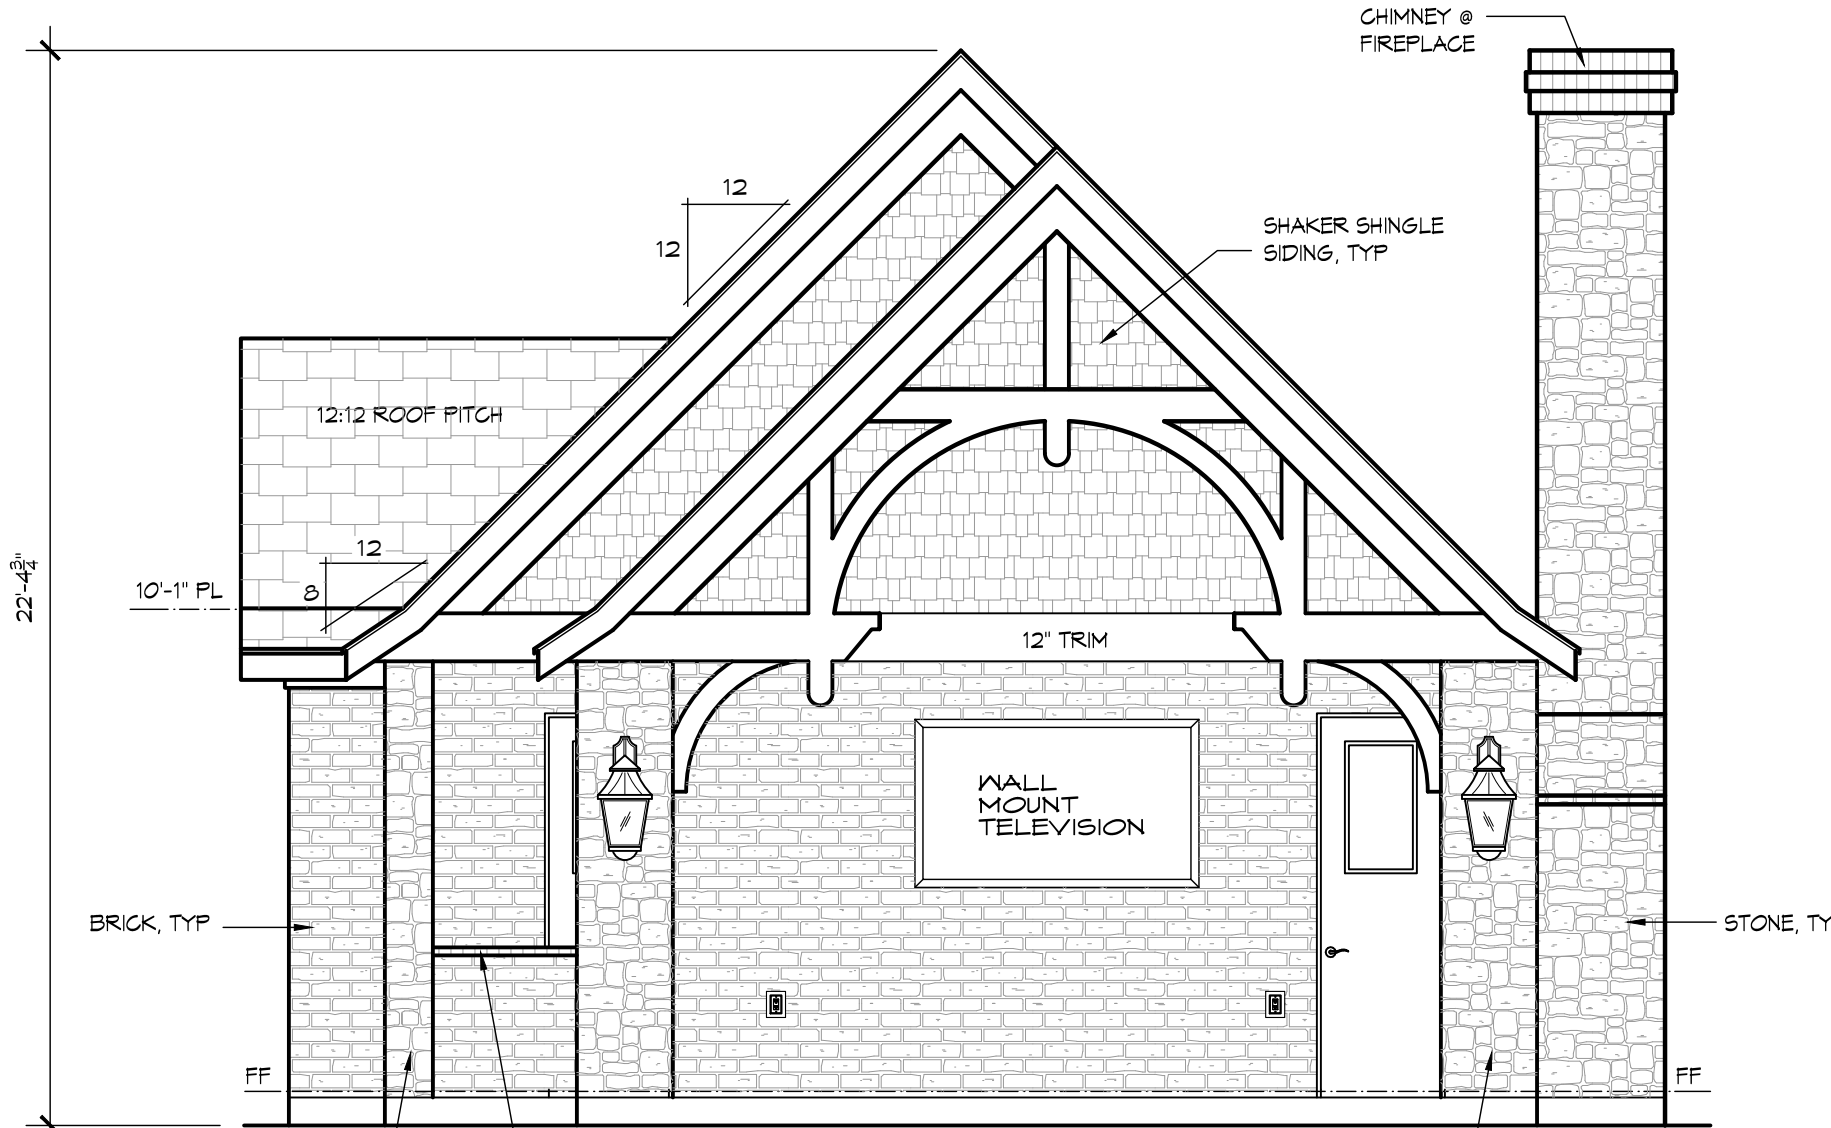 CHIMNEY @
FIREPLACE
12
12
SHAKER SHINGLE
SIDING, TYP
12:12 ROOF PITCH
12
8
10'-1" PL
22'-4¾"
12" TRIM
WALL
MOUNT
TELEVISION
BRICK, TYP
STONE, TY
FF
FF